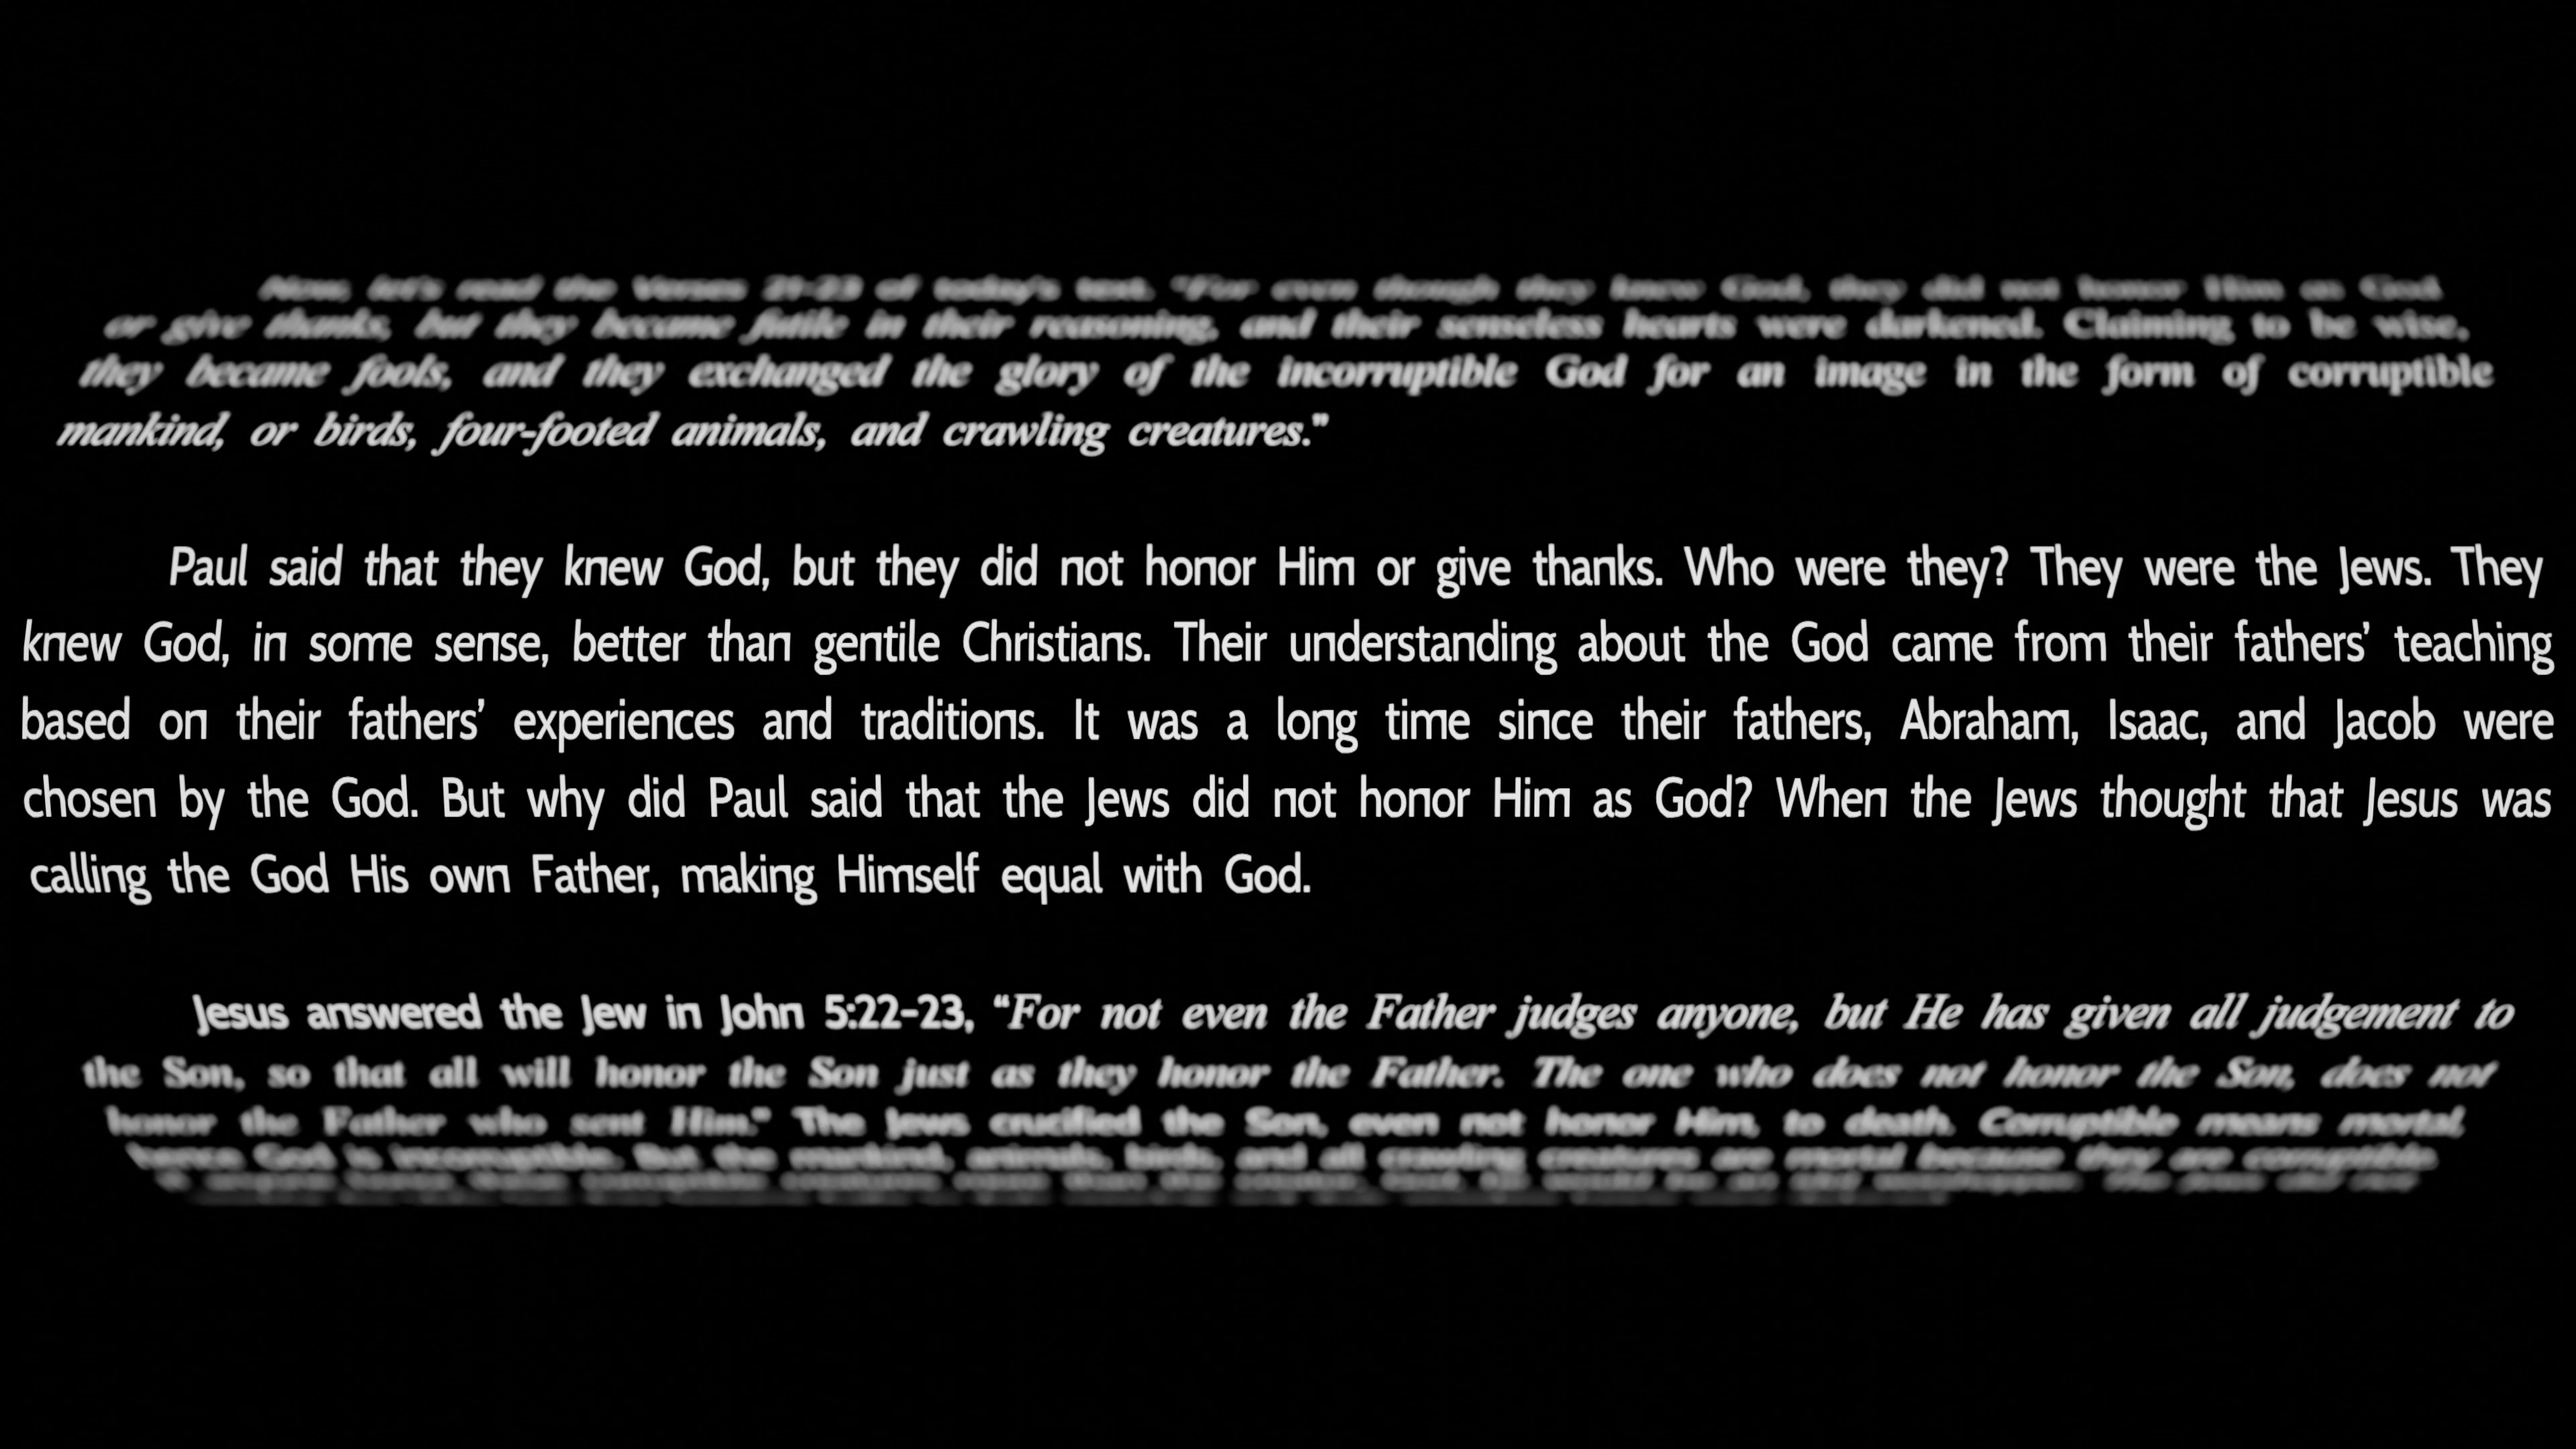 Now, let's read the Verses 21-23 of today's text. "For even though they knew God, they did not honor Him as God
or give thanks, but they became futile in their reasoning, and their senseless hearts were darkened. Claiming to be wise,
they became fools, and they exchanged the glory of the incorruptible God for an image in the form of corruptible
mankind, or birds, four-footed animals, and crawling creatures.”
Paul said that they knew God, but they did not honor Him or give thanks. Who were they? They were the Jews. They
knew God, in some sense, better than gentile Christians. Their understanding about the God came from their fathers’ teaching
based on their fathers’ experiences and traditions. It was a long time since their fathers, Abraham, Isaac, and Jacob were
chosen by the God. But why did Paul said that the Jews did not honor Him as God? When the Jews thought that Jesus was
calling the God His own Father, making Himself equal with God.
Jesus answered the Jew in John 5:22-23, “For not even the Father judges anyone, but He has given all judgement to
the Son, so that all will honor the Son just as they honor the Father. The one who does not honor the Son, does not
honor the Father who sent Him.” The Jews crucified the Son, even not honor Him, to death. Corruptible means mortal,
hence God is incorruptible. But the mankind, animals, birds, and all crawling creatures are mortal because they are corruptible.